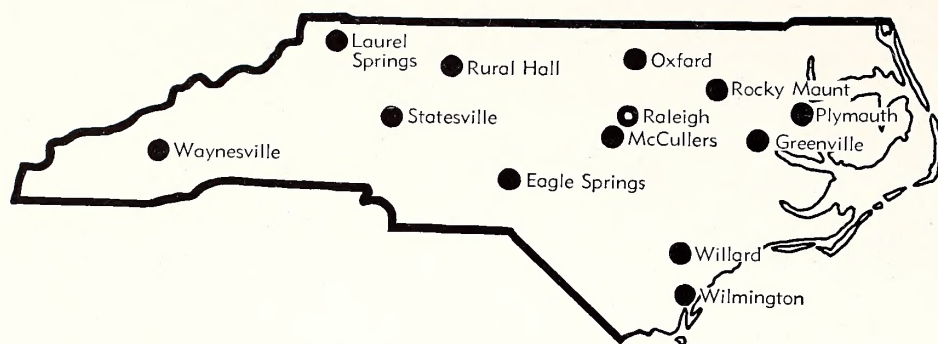 Laurel
Springs
Rural Hall
Oxford
Rocky Mount
Statesville
Raleigh
Plymouth
McCullers
Greenville
Waynesville
Eagle Springs
Willard
Wilmington